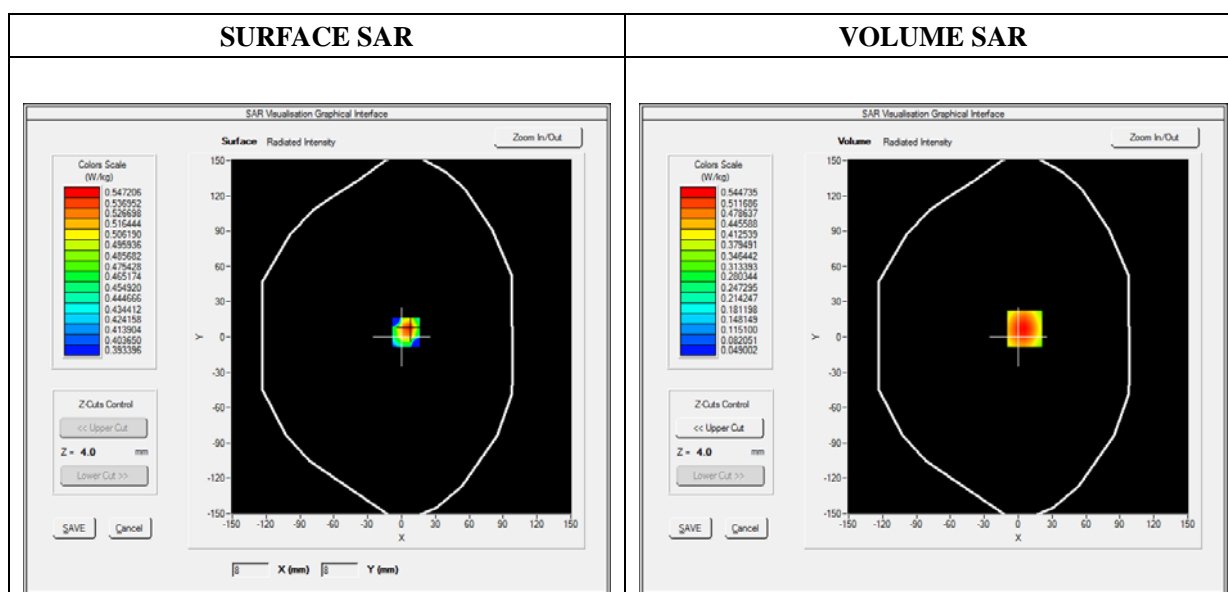 SURFACE SAR
VOLUME SAR
SAR Visualisation Graphical Interface
Surface Radiated Intensity
Zoom In/Out
Colors Scale
(W/kg)
0.547206
0.536952
0.526698
0.516444
0.506190
0.495936
0.485682
0.475428
0.465174
0.454920
0.444666
0.434412
0.424158
0.413904
0.403650
0.393396
150
120
90
60
30
0
-30
-60
-90
-120
-150
Y
-150 -120 -90 -60 -30 0 30 60 90 120 150
X
Z-Cuts Control
<< Upper Cut
Z = 4.0 mm
Lower Cut >>
SAVE Cancel
8 X (mm) 8 Y (mm)
SAR Visualisation Graphical Interface
Volume Radiated Intensity
Zoom In/Out
Colors Scale
(W/kg)
0.544735
0.511686
0.478637
0.445588
0.412539
0.379491
0.346442
0.313393
0.280344
0.247295
0.214247
0.181198
0.148149
0.115100
0.082051
0.049002
150
120
90
60
30
0
-30
-60
-90
-120
-150
Y
-150 -120 -90 -60 -30 0 30 60 90 120 150
X
Z-Cuts Control
<< Upper Cut
Z = 4.0 mm
Lower Cut >>
SAVE Cancel